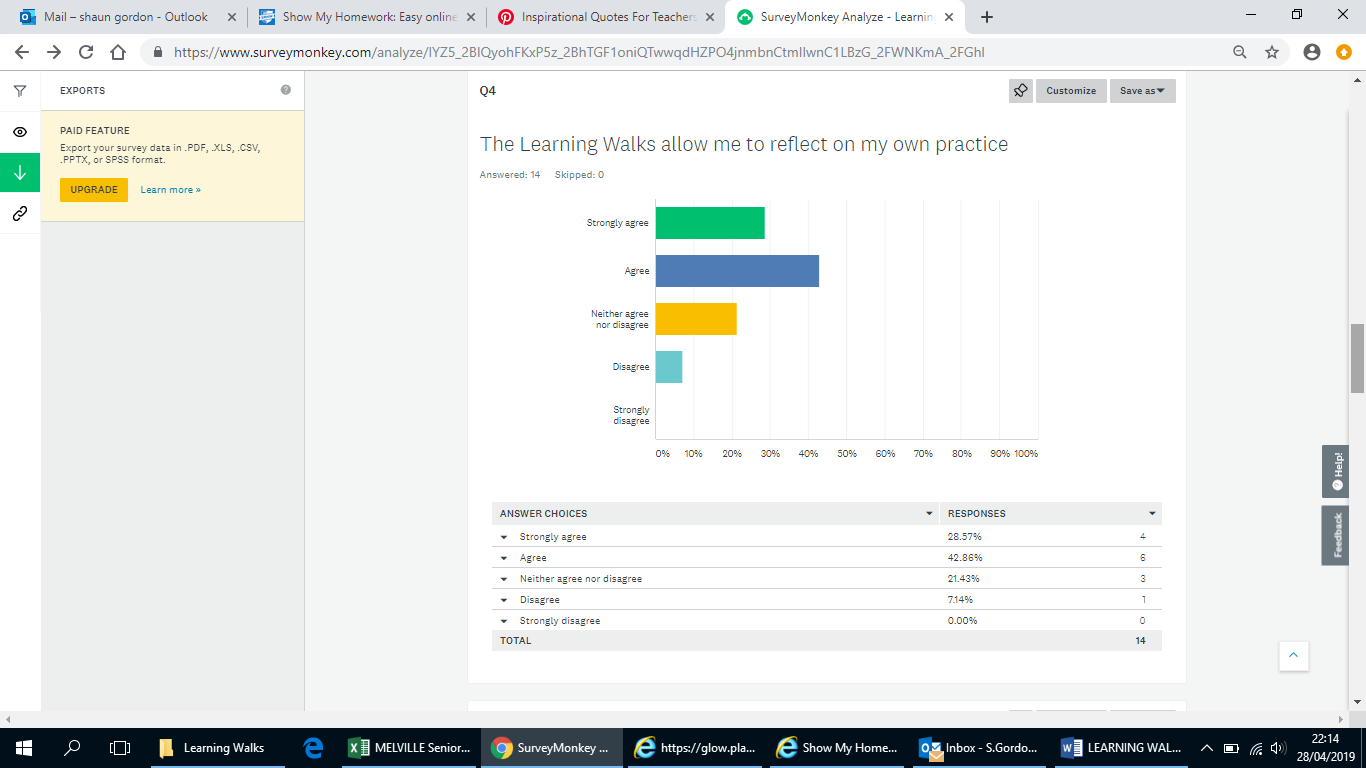 Mail – shaun gordon - Outlook
Show My Homework: Easy online
Inspirational Quotes For Teachers
SurveyMonkey Analyze - Learnin
https://www.surveymonkey.com/analyze/
EXPORTS
?
PAID FEATURE
Export your survey data in .PDF, .XLS, .CSV,
.PPTX, or SPSS format.
UPGRADE
Learn more »
Q4
Customize
Save as
The Learning Walks allow me to reflect on my own practice
Answered: 14 Skipped: 0
Strongly agree
Agree
Neither agree
nor disagree
Disagree
Strongly
disagree
0% 10% 20% 30% 40% 50% 60% 70% 80% 90% 100%
ANSWER CHOICES RESPONSES
Strongly agree 28.57% 4
Agree 42.86% 6
Neither agree nor disagree 21.43% 3
Disagree 7.14% 1
Strongly disagree 0.00% 0
TOTAL 14
? Help!
Feedback
Learning Walks
MELVILLE Senior...
SurveyMonkey ...
https://glow.pla...
Show My Home...
Inbox - S.Gordo...
LEARNING WAL...
22:14
28/04/2019